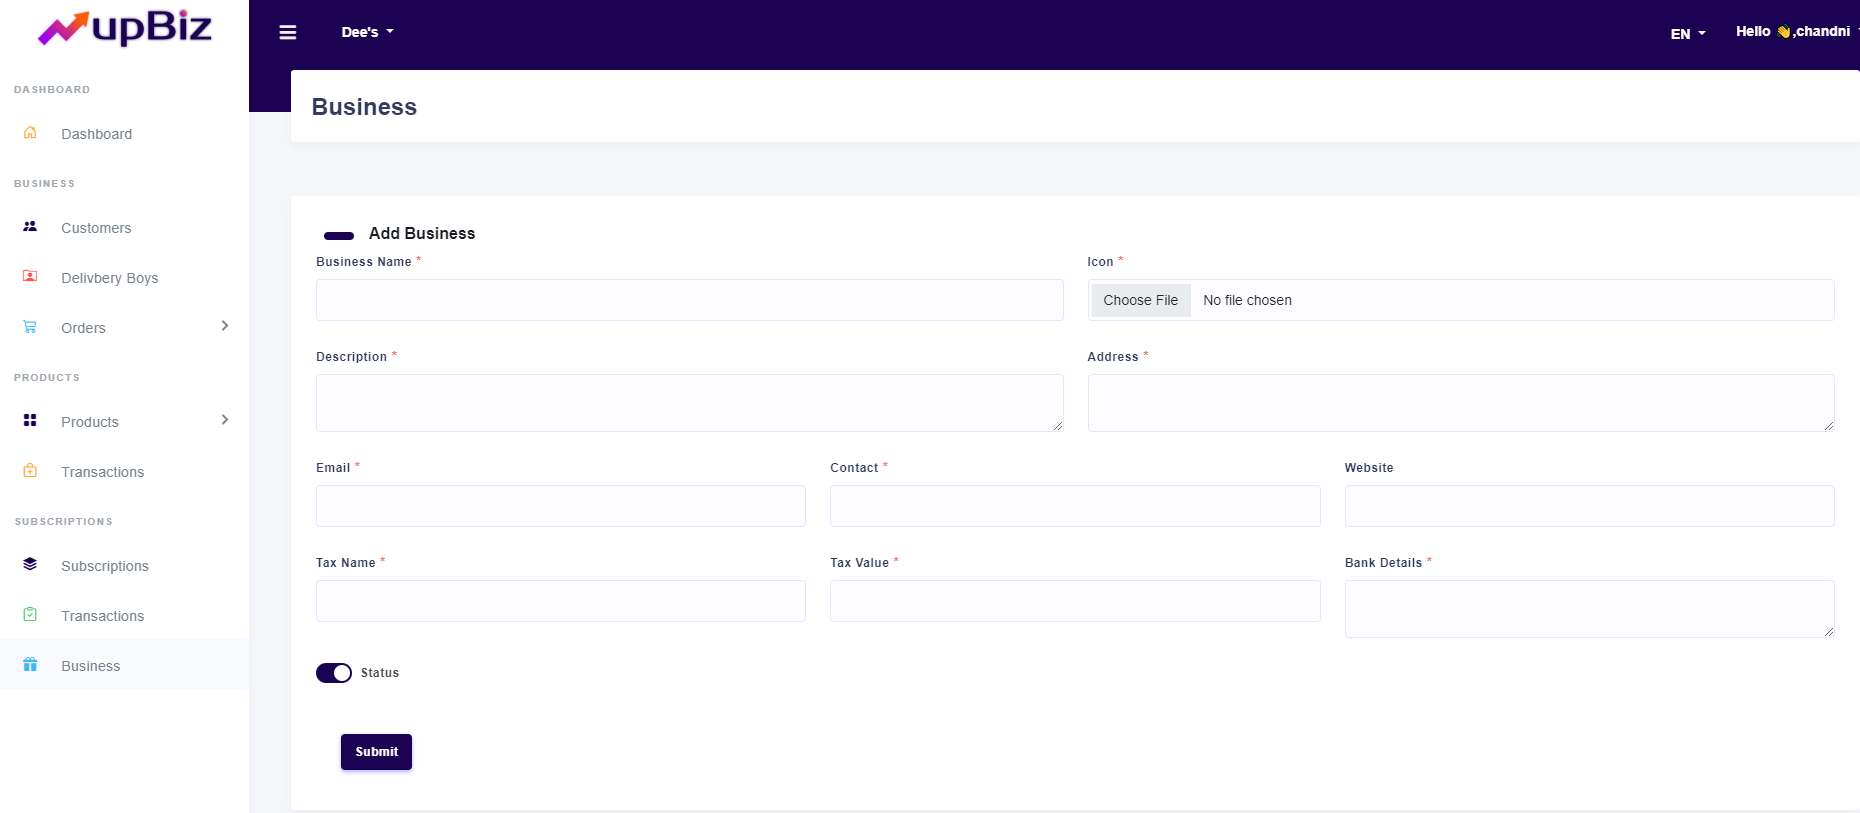 upBiz
Dee's
EN
Hello 👋,chandni
DASHBOARD
Dashboard
BUSINESS
Customers
Delivbery Boys
Orders
PRODUCTS
Products
Transactions
SUBSCRIPTIONS
Subscriptions
Transactions
Business
Business
Add Business
Business Name *
Icon *
Choose File No file chosen
Description *
Address *
Email *
Contact *
Website
Tax Name *
Tax Value *
Bank Details *
Status
Submit